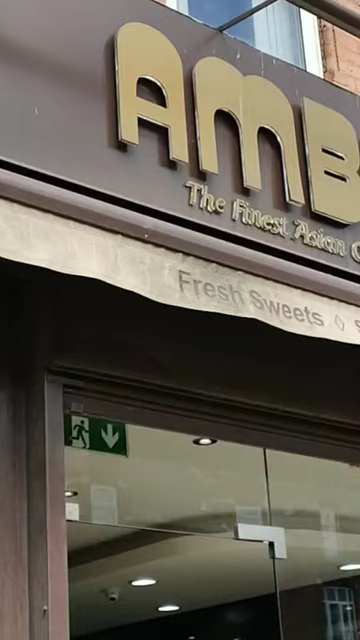 AMB
The Finest Asian C
Fresh Sweets ◇ S